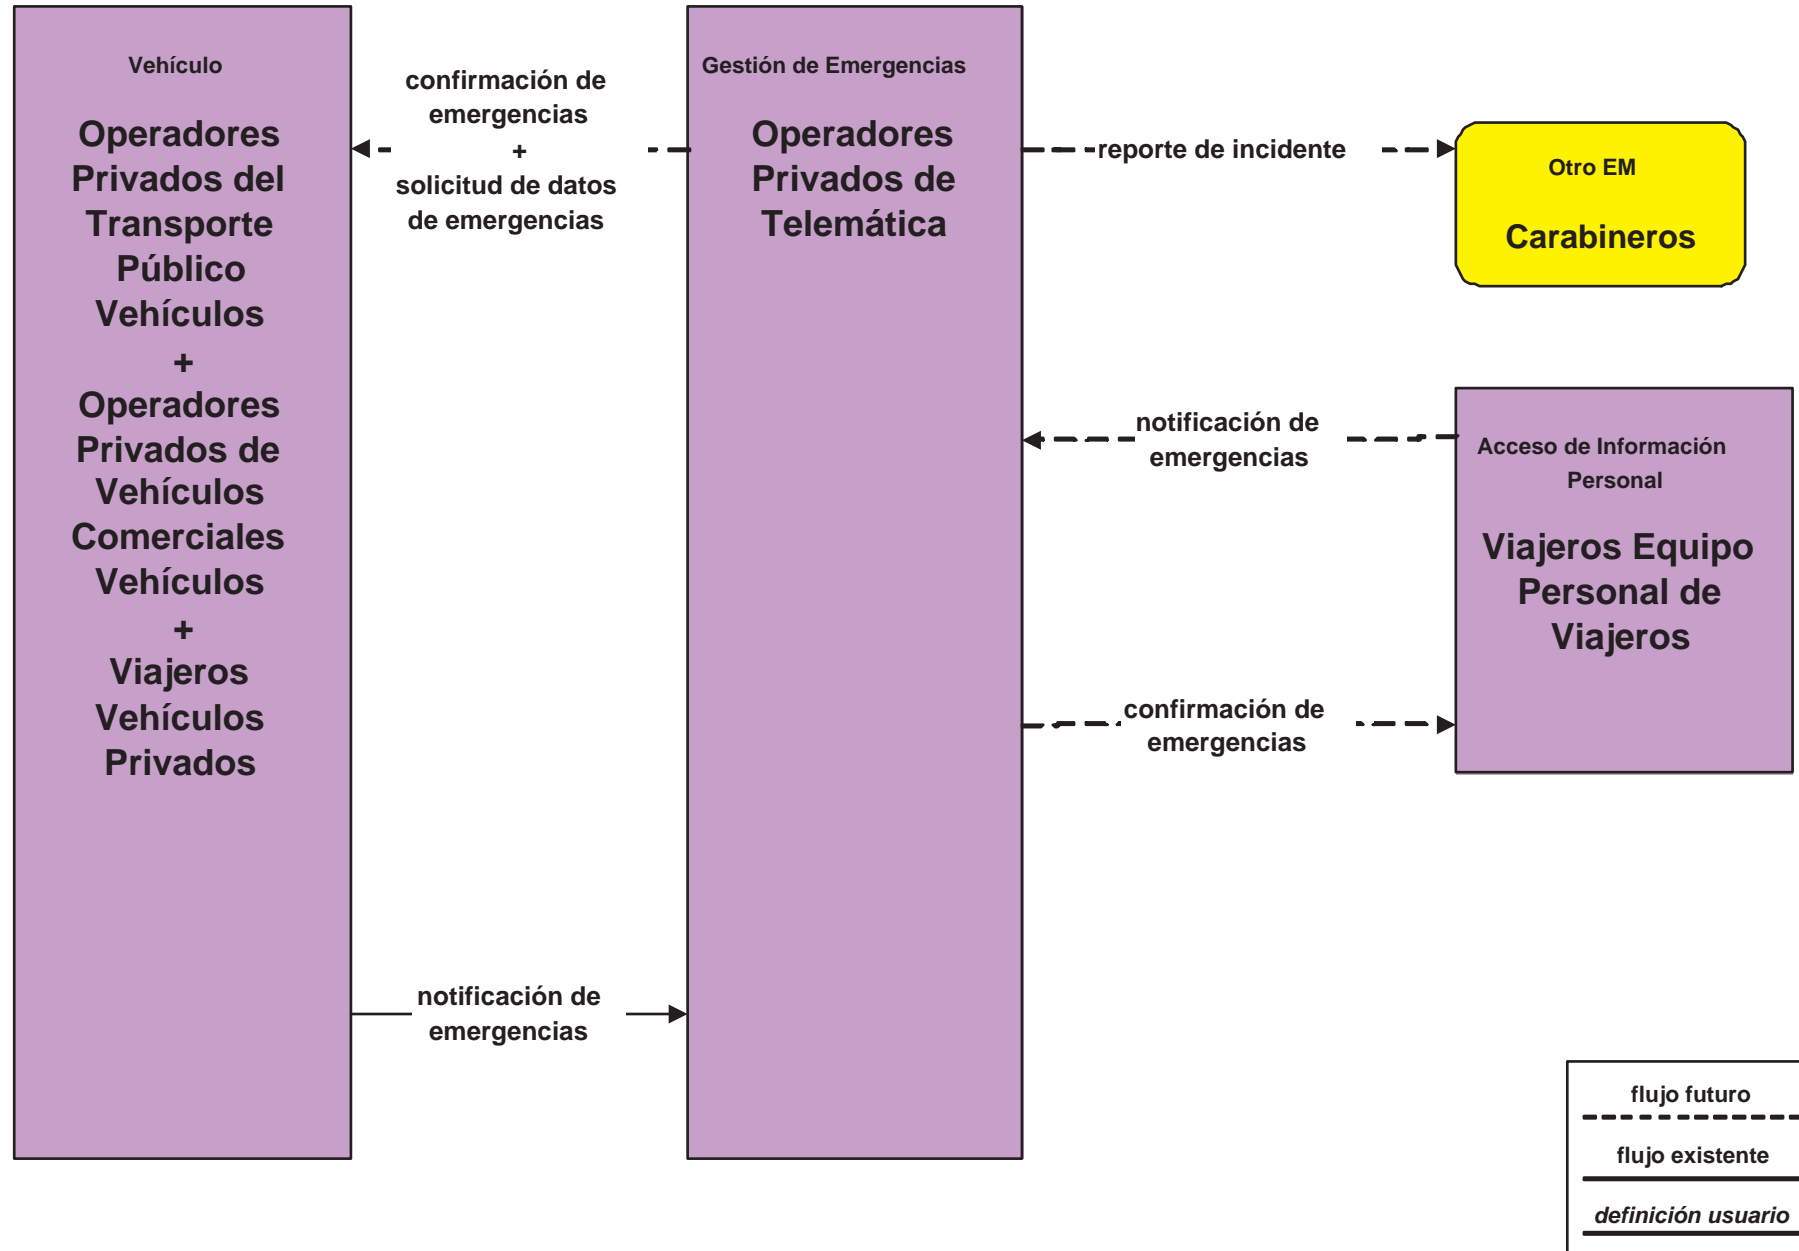 Vehículo
Operadores
Privados del
Transporte
Público
Vehículos
+
Operadores
Privados de
Vehículos
Comerciales
Vehículos
+
Viajeros
Vehículos
Privados
confirmación de
emergencias
+
solicitud de datos
de emergencias
notificación de
emergencias
Gestión de Emergencias
Operadores
Privados de
Telemática
reporte de incidente
notificación de
emergencias
confirmación de
emergencias
Otro EM
Carabineros
Acceso de Información
Personal
Viajeros Equipo
Personal de
Viajeros
flujo futuro
flujo existente
definición usuario